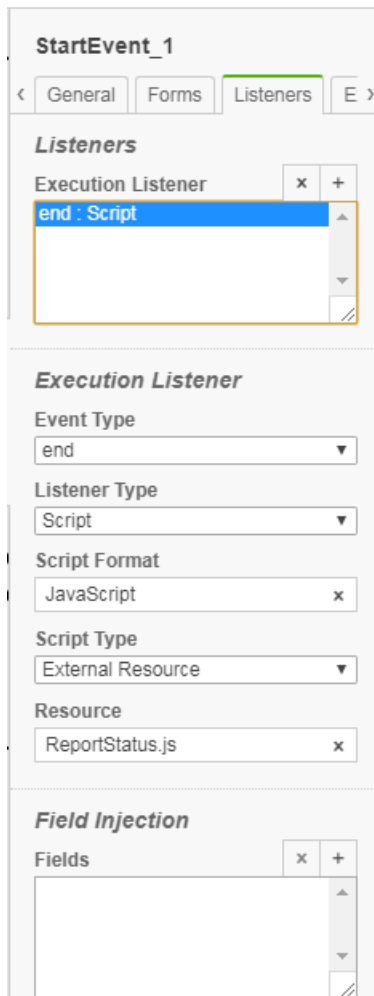 StartEvent_1
General Forms Listeners E
Listeners
Execution Listener x +
end : Script
Execution Listener
Event Type
end
Listener Type
Script
Script Format
JavaScript x
Script Type
External Resource
Resource
ReportStatus.js x
Field Injection
Fields x +